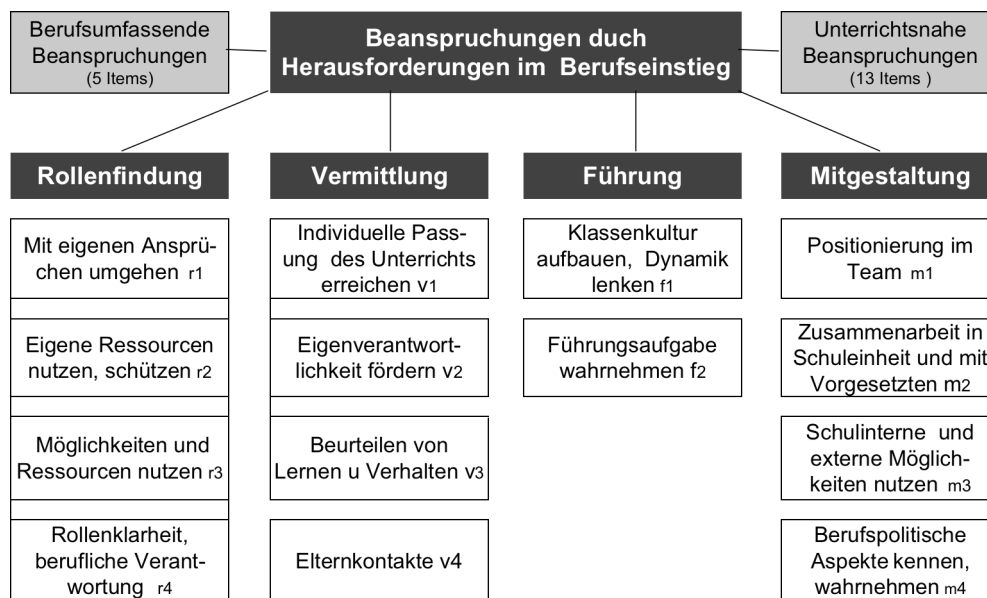 Berufsumfassende
Beanspruchungen
(5 Items)
Beanspruchungen duch
Herausforderungen im Berufseinstieg
Unterrichtsnahe
Beanspruchungen
(13 Items )
Rollenfindung
Vermittlung
Führung
Mitgestaltung
Mit eigenen Ansprü-
chen umgehen r1
Individuelle Pass-
ung des Unterrichts
erreichen v1
Klassenkultur
aufbauen, Dynamik
lenken f1
Positionierung im
Team m1
Eigene Ressourcen
nutzen, schützen r2
Eigenverantwort-
lichkeit fördern v2
Führungsaufgabe
wahrnehmen f2
Zusammenarbeit in
Schuleinheit und mit
Vorgesetzten m2
Möglichkeiten und
Ressourcen nutzen r3
Beurteilen von
Lernen u Verhalten v3
Schulinterne und
externe Möglich-
keiten nutzen m3
Rollenklarheit,
berufliche Verant-
wortung r4
Elternkontakte v4
Berufspolitische
Aspekte kennen,
wahrnehmen m4